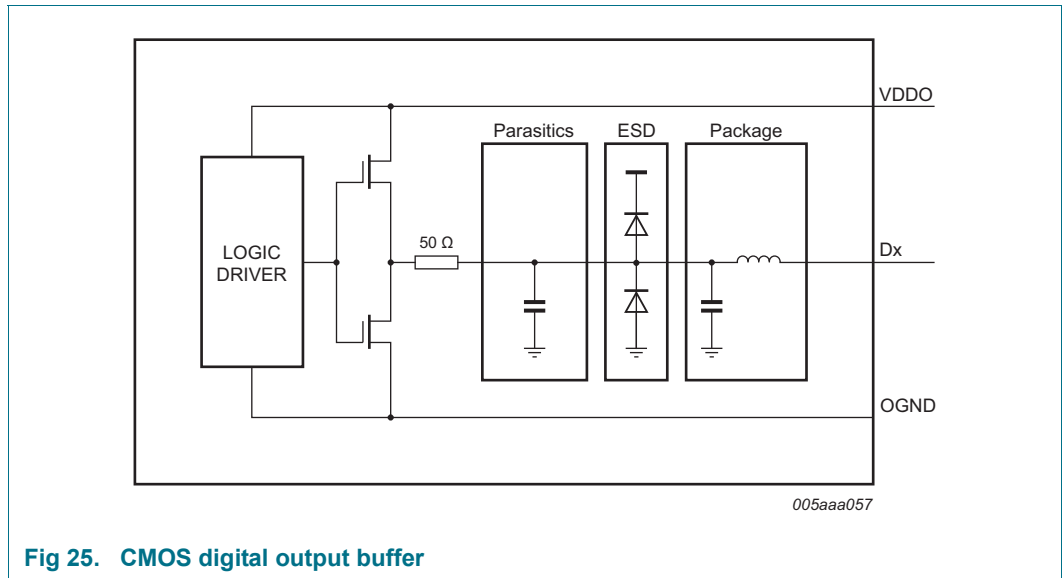 VDDO
Parasitics
ESD
Package
LOGIC
DRIVER
50 Ω
Dx
OGND
005aaa057
Fig 25. CMOS digital output buffer